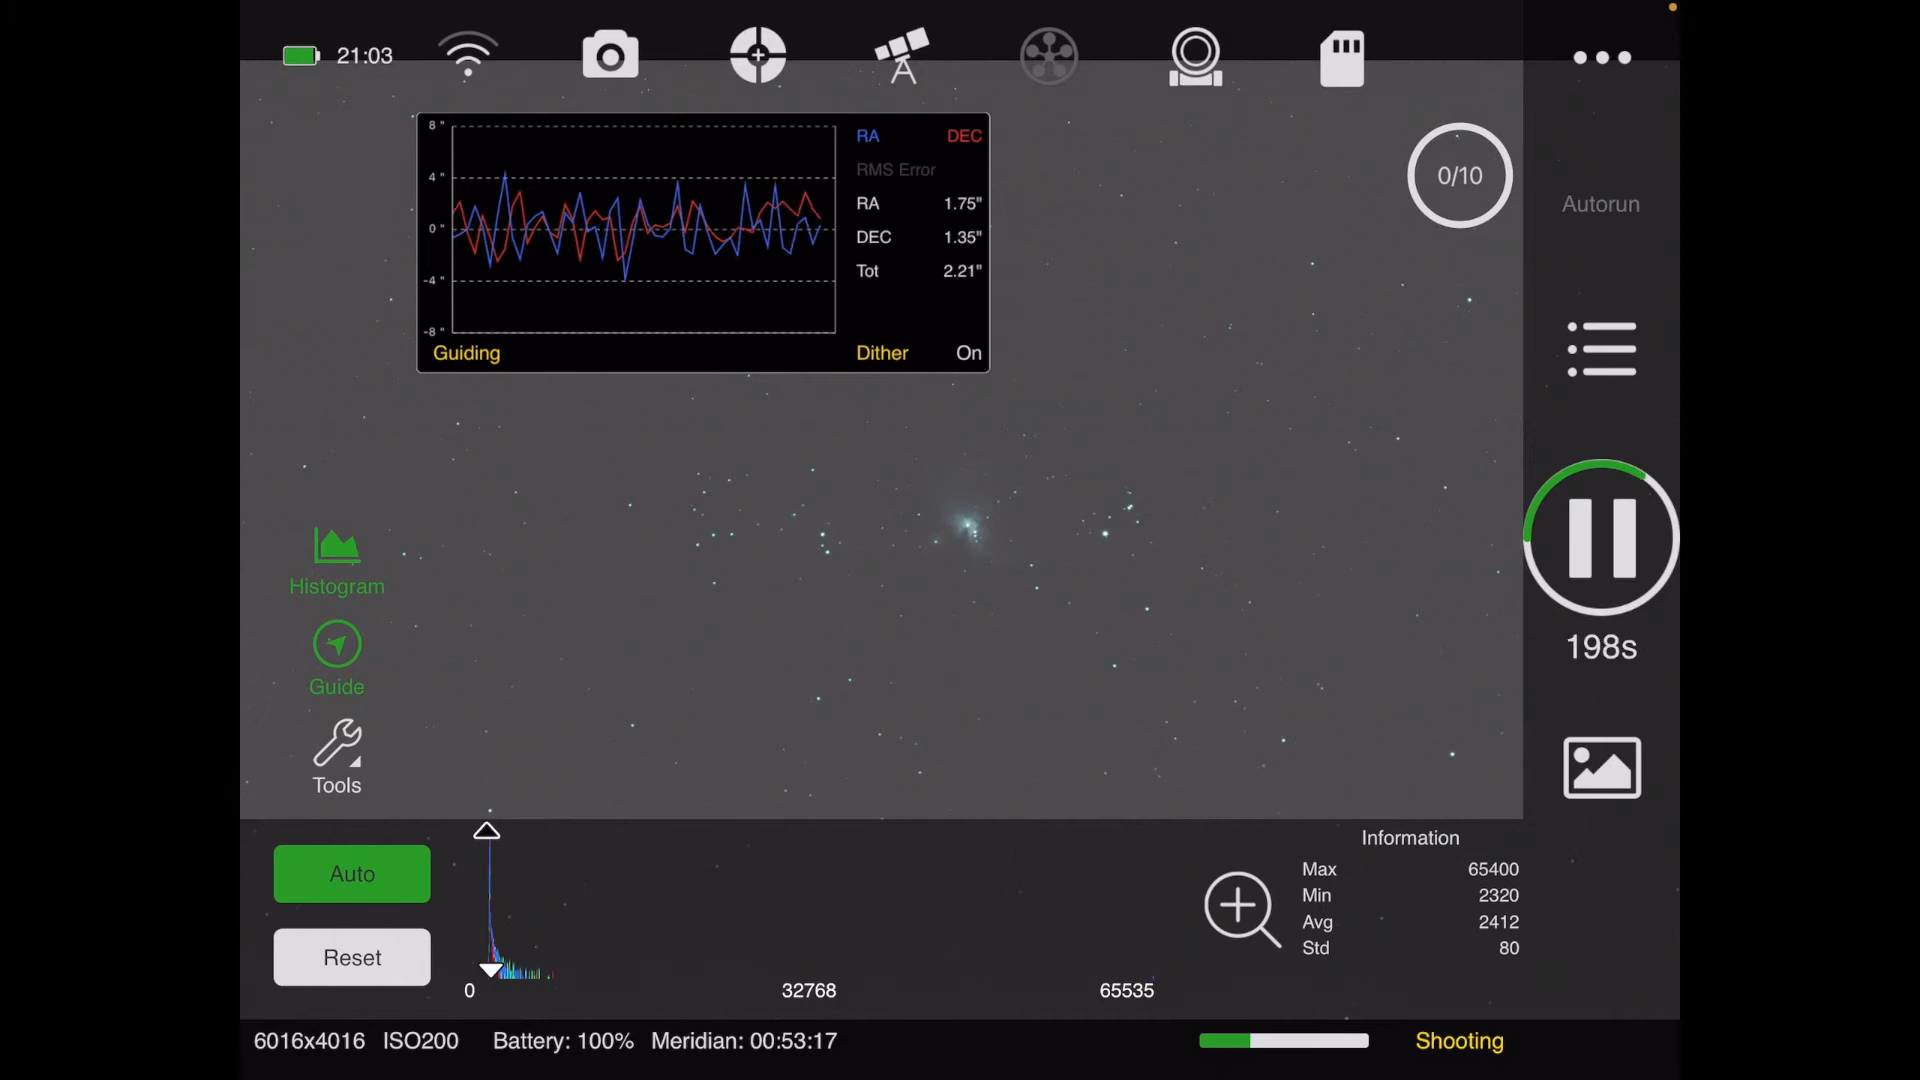 21:03
8 "
4 "
0 "
-4 "
-8 "
RA DEC
RMS Error
RA 1.75"
DEC 1.35"
Tot 2.21"
Guiding Dither On
0/10
Autorun
198s
Histogram
Guide
Tools
Auto
Reset
0 32768 65535
Information
Max 65400
Min 2320
Avg 2412
Std 80
6016x4016 ISO200 Battery: 100% Meridian: 00:53:17 Shooting